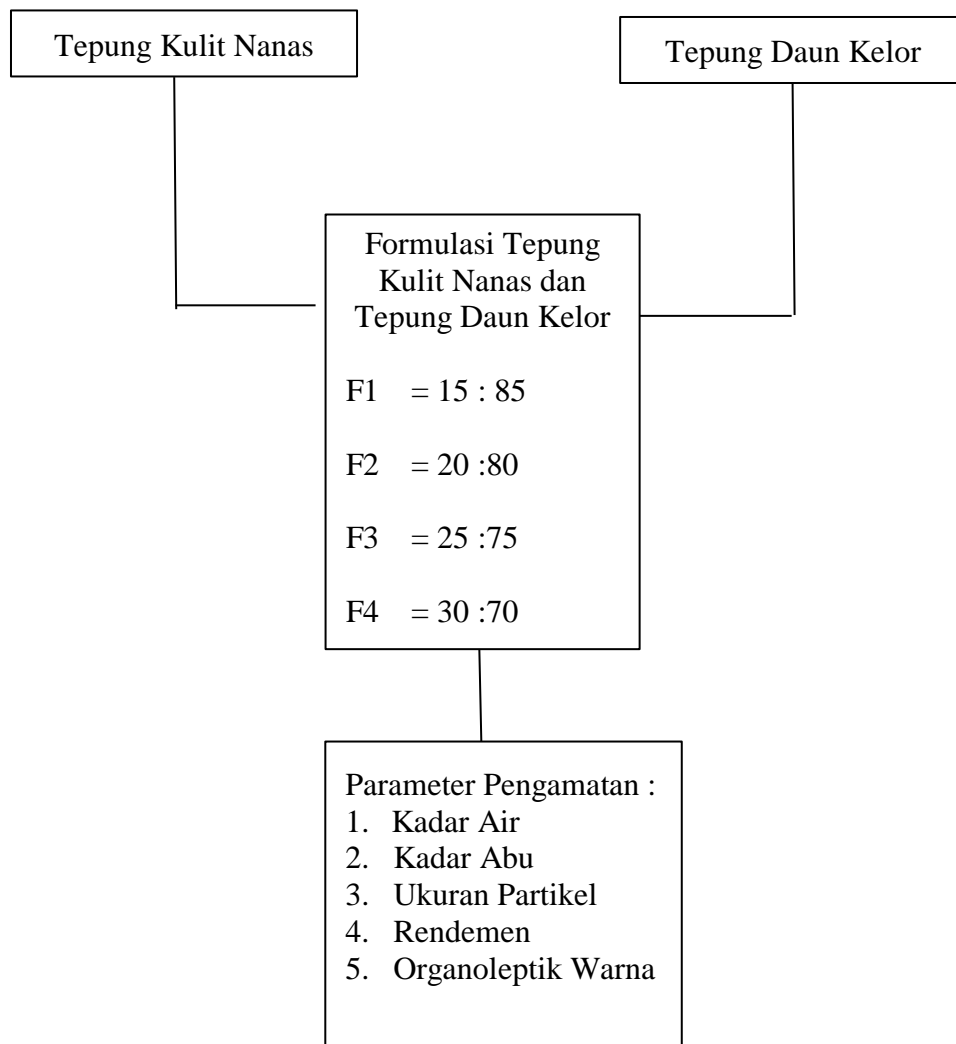 Tepung Kulit Nanas
Tepung Daun Kelor
Formulasi Tepung
Kulit Nanas dan
Tepung Daun Kelor
F1 = 15 : 85
F2 = 20 :80
F3 = 25 :75
F4 = 30 :70
Parameter Pengamatan :
1. Kadar Air
2. Kadar Abu
3. Ukuran Partikel
4. Rendemen
5. Organoleptik Warna